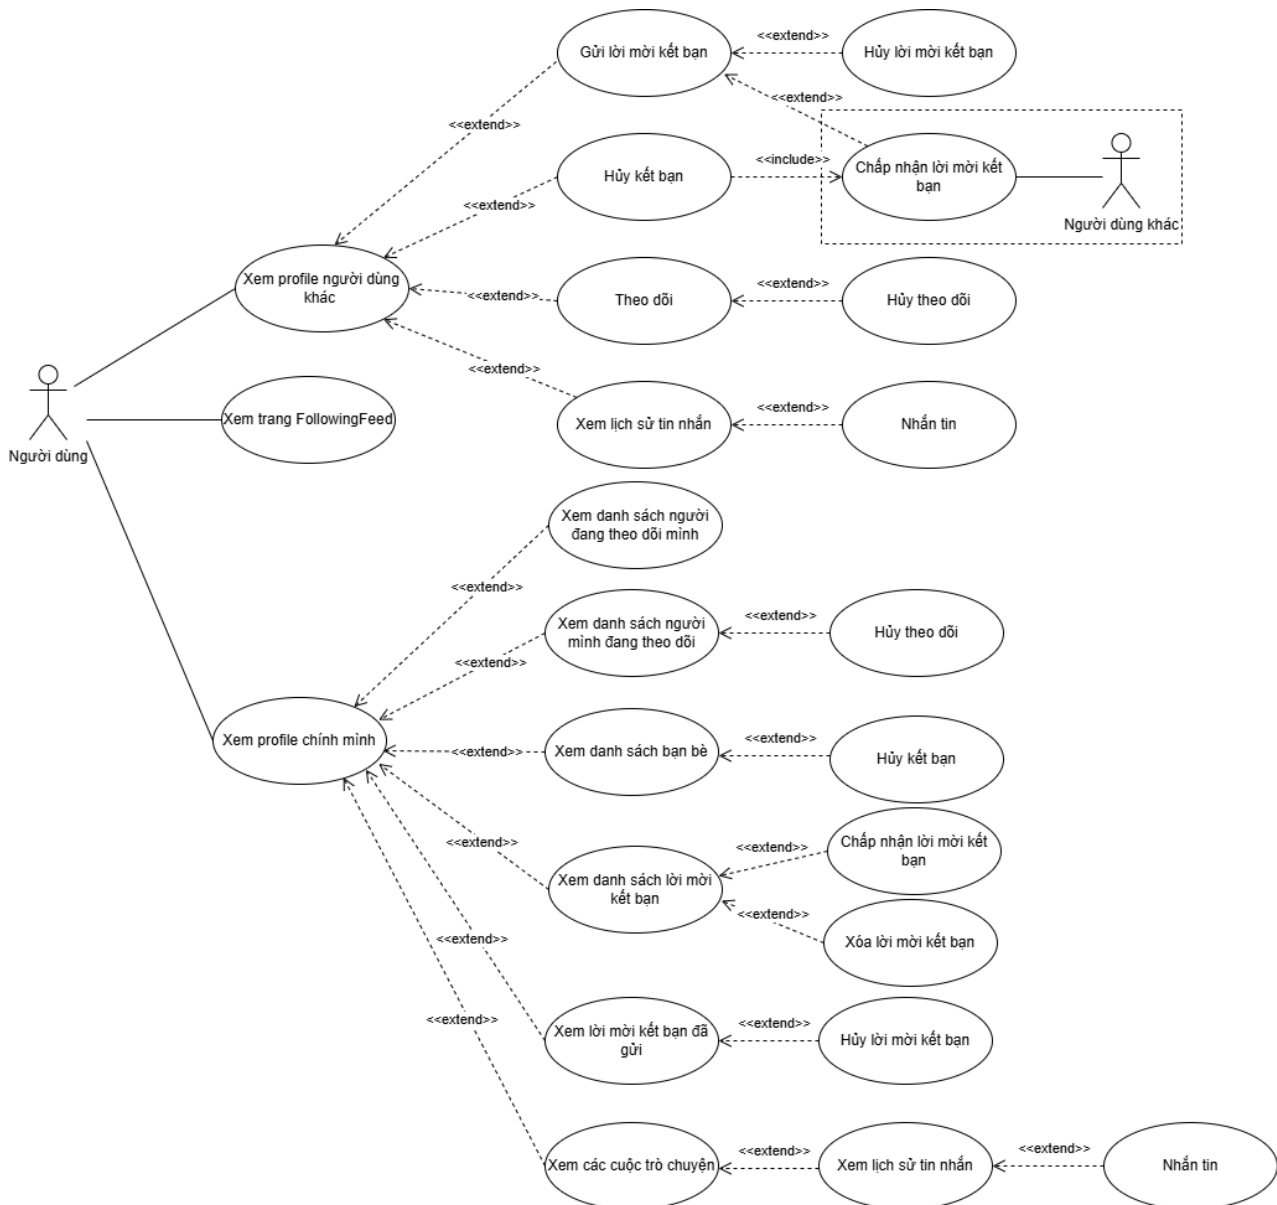 <<extend>>
Gửi lời mời kết bạn
Hủy lời mời kết bạn
<<extend>>
<<extend>>
<<include>>
Chấp nhận lời mời kết
bạn
Hủy kết bạn
<<extend>>
Người dùng khác
Xem profile người dùng
khác
<<extend>>
Theo dõi
<<extend>>
Hủy theo dõi
<<extend>>
Xem lịch sử tin nhắn
<<extend>>
Nhắn tin
Xem trang FollowingFeed
Người dùng
Xem danh sách người
đang theo dõi mình
<<extend>>
Xem danh sách người
mình đang theo dõi
<<extend>>
Hủy theo dõi
<<extend>>
Xem profile chính mình
<<extend>>
Xem danh sách bạn bè
<<extend>>
Hủy kết bạn
<<extend>>
Xem danh sách lời mời
kết bạn
<<extend>>
Chấp nhận lời mời kết
bạn
<<extend>>
Xóa lời mời kết bạn
<<extend>>
Xem lời mời kết bạn đã
gửi
<<extend>>
Hủy lời mời kết bạn
<<extend>>
Xem các cuộc trò chuyện
<<extend>>
Xem lịch sử tin nhắn
<<extend>>
Nhắn tin